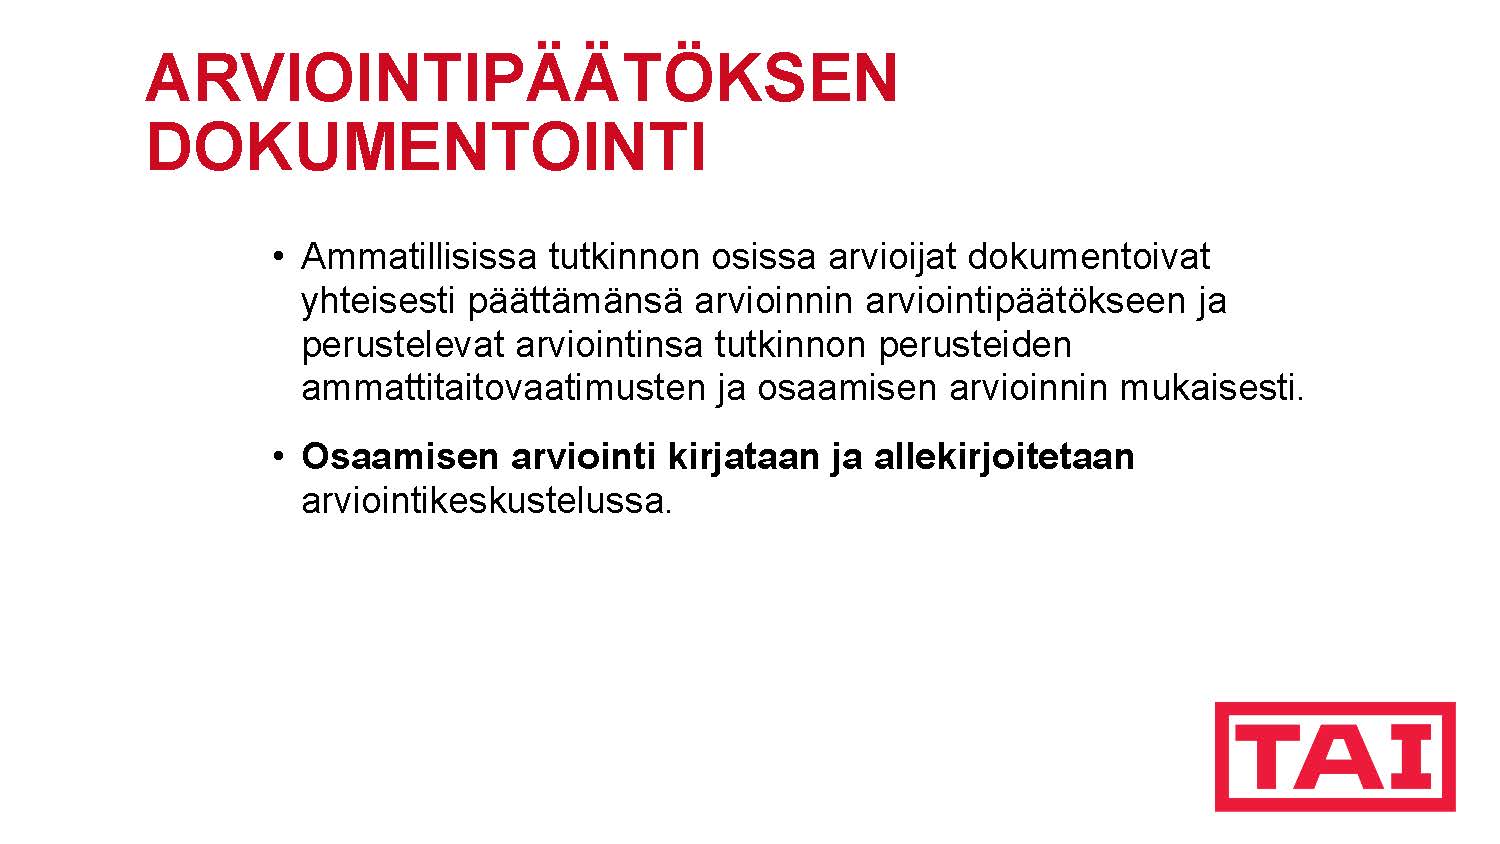 ARVIOINTIPÄÄTÖKSEN
DOKUMENTOINTI
• Ammatillisissa tutkinnon osissa arvioijat dokumentoivat
yhteisesti päättämänsä arvioinnin arviointipäätökseen ja
perustelevat arviointinsa tutkinnon perusteiden
ammattitaitovaatimusten ja osaamisen arvioinnin mukaisesti.
• Osaamisen arviointi kirjataan ja allekirjoitetaan
arviointikeskustelussa.
TAI